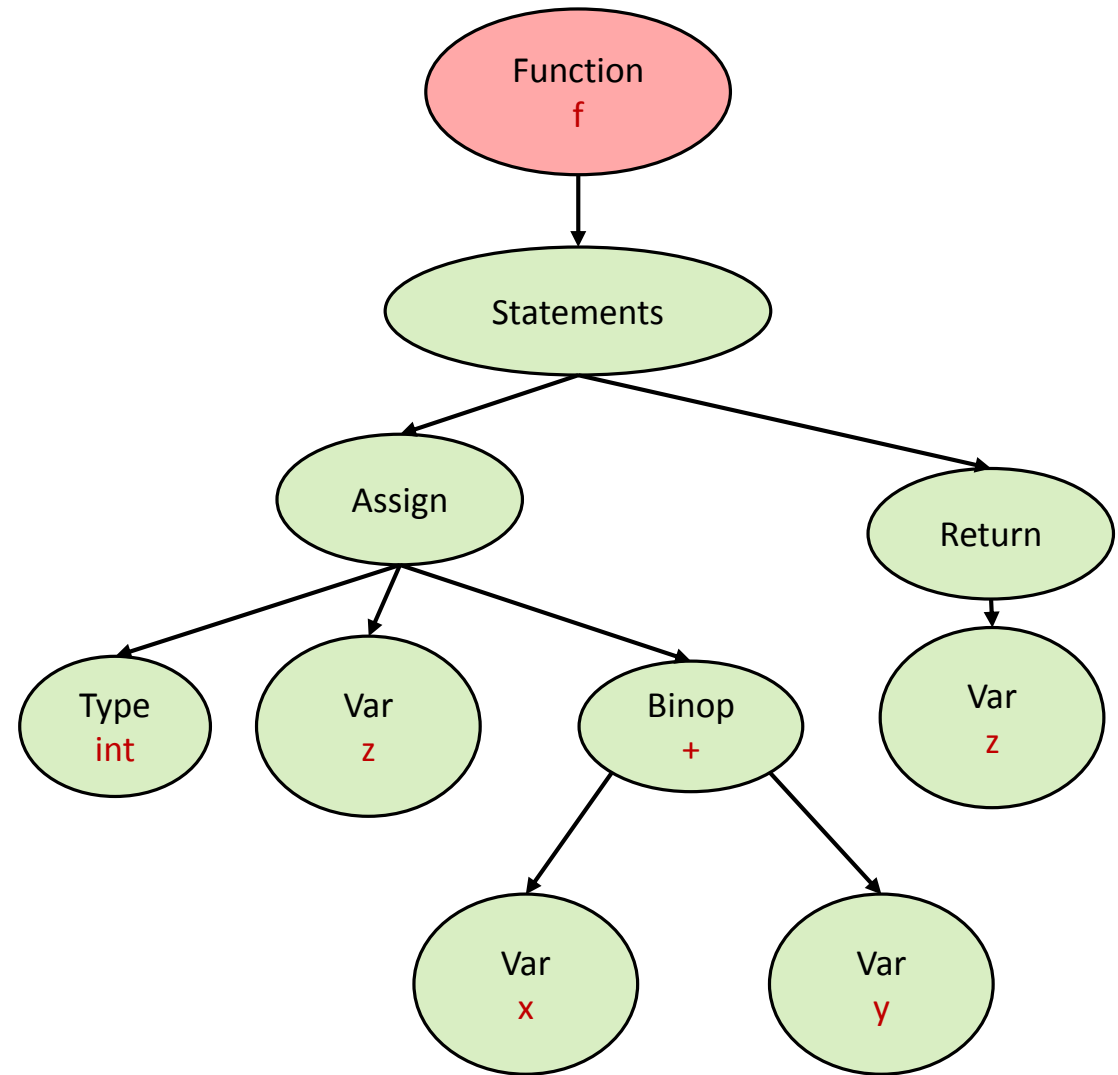 Function
f
Statements
Assign
Return
Type
int
Var
z
Binop
+
Var
z
Var
x
Var
y